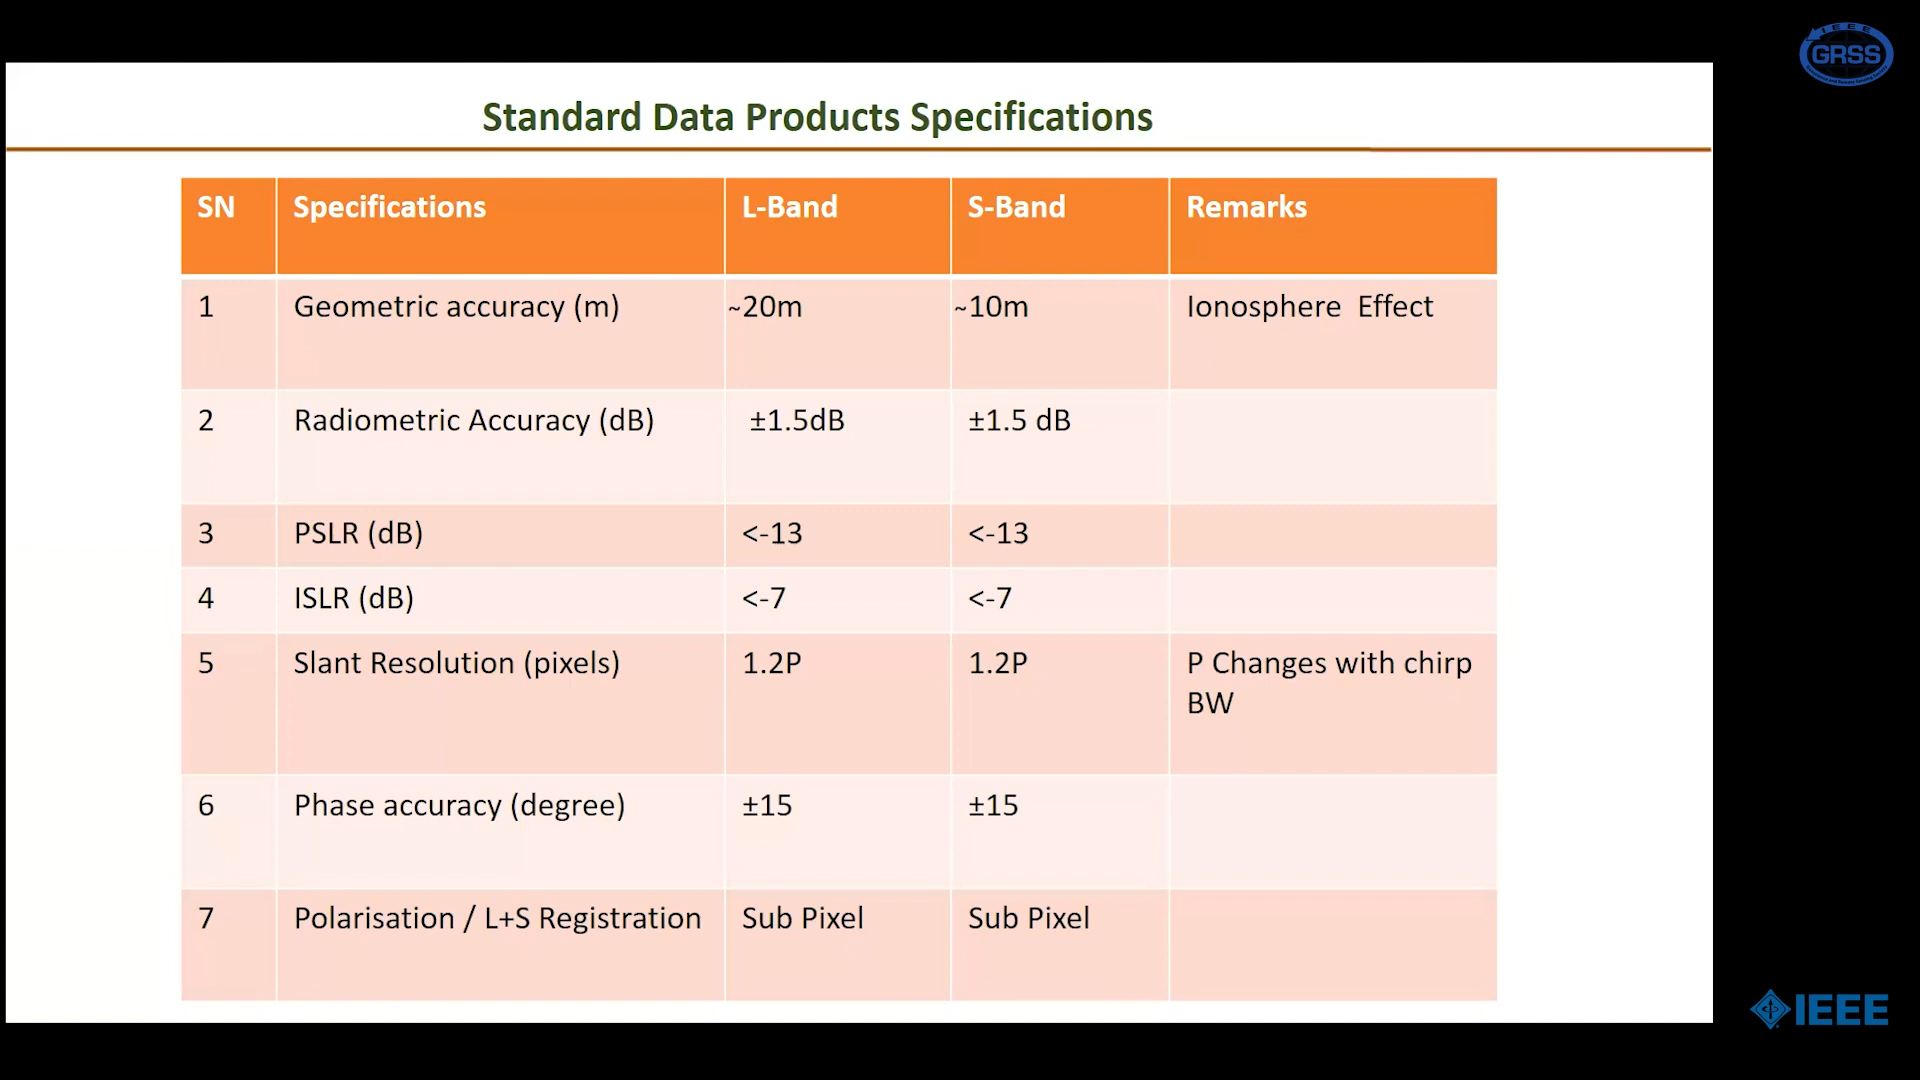 IEEE
GRSS
Standard Data Products Specifications
SN Specifications L-Band S-Band Remarks
1 Geometric accuracy (m) ~20m ~10m Ionosphere Effect
2 Radiometric Accuracy (dB) ±1.5dB ±1.5 dB
3 PSLR (dB) <-13 <-13
4 ISLR (dB) <-7 <-7
5 Slant Resolution (pixels) 1.2P 1.2P P Changes with chirp
BW
6 Phase accuracy (degree) ±15 ±15
7 Polarisation / L+S Registration Sub Pixel Sub Pixel
IEEE